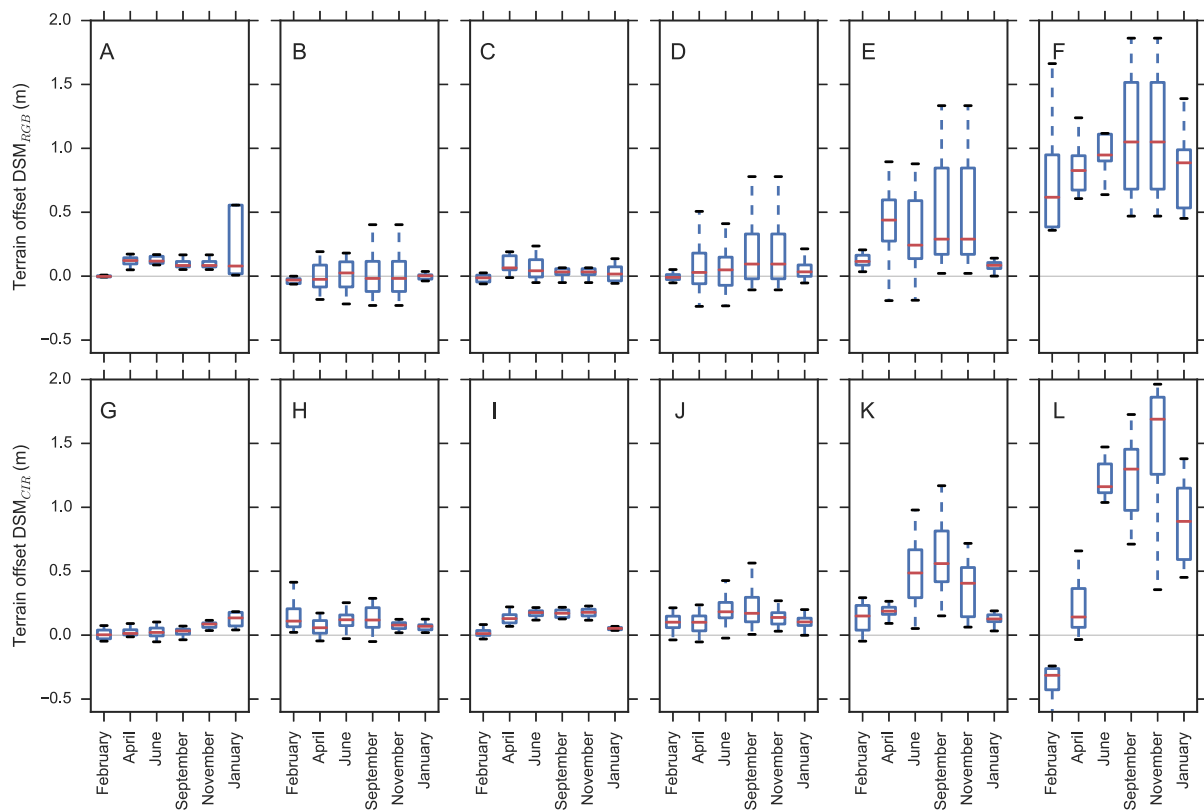 2.0
1.5
1.0
0.5
0.0
−0.5
Terrain offset DSM_RGB (m)
A
B
C
D
E
F
2.0
1.5
1.0
0.5
0.0
−0.5
Terrain offset DSM_CIR (m)
G
H
I
J
K
L
February
April
June
September
November
January
February
April
June
September
November
January
February
April
June
September
November
January
February
April
June
September
November
January
February
April
June
September
November
January
February
April
June
September
November
January